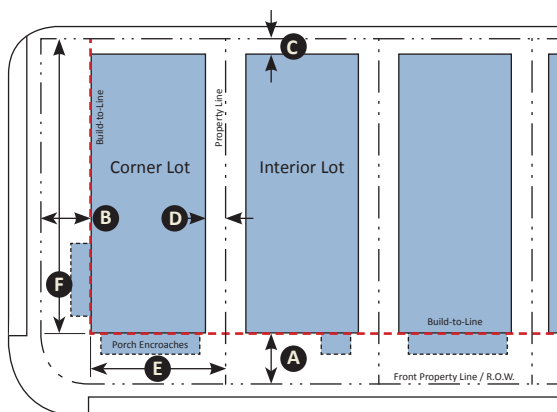 C
Build-to-Line
Property Line
Corner Lot
Interior Lot
B
D
F
Build-to-Line
Porch Encroaches
A
E
Front Property Line / R.O.W.